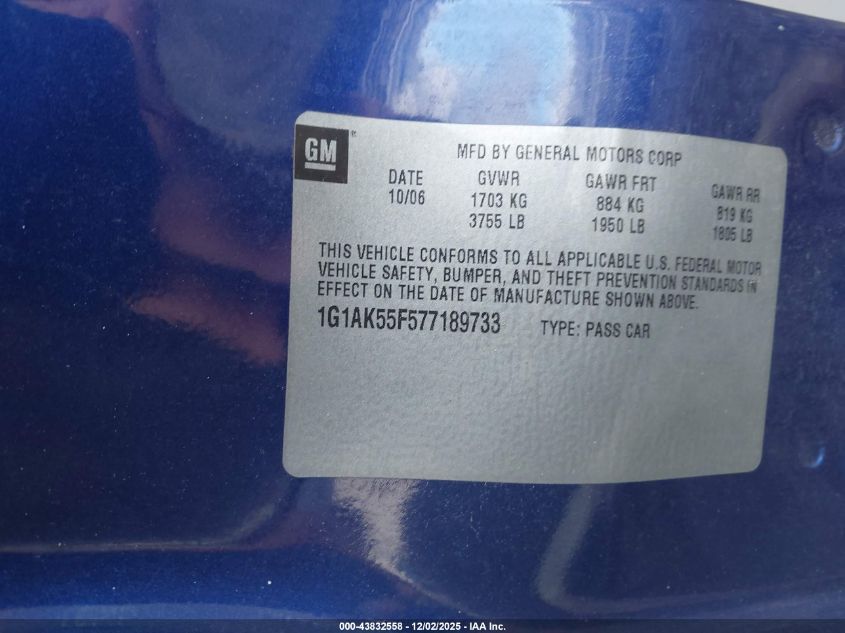 GM®
MFD BY GENERAL MOTORS CORP
DATE GVWR GAWR FRT GAWR RR
10/06 1703 KG 884 KG 819 KG
3755 LB 1950 LB 1805 LB
THIS VEHICLE CONFORMS TO ALL APPLICABLE U.S. FEDERAL MOTOR
VEHICLE SAFETY, BUMPER, AND THEFT PREVENTION STANDARDS IN
EFFECT ON THE DATE OF MANUFACTURE SHOWN ABOVE.
1G1AK55F577189733 TYPE: PASS CAR
000-43832558 - 12/02/2025 - IAA Inc.